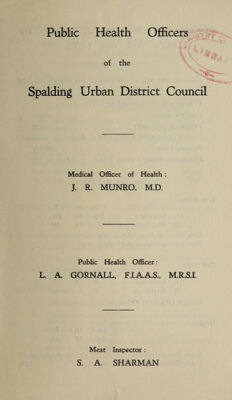 Public Health Officers
of the
Spalding Urban District Council
Medical Officer of Health :
J. R. MUNRO, M.D.
Public Health Officer :
L. A. GORNALL, F.I.A.A.S., M.R.S.I.
Meat Inspector :
S. A. SHARMAN